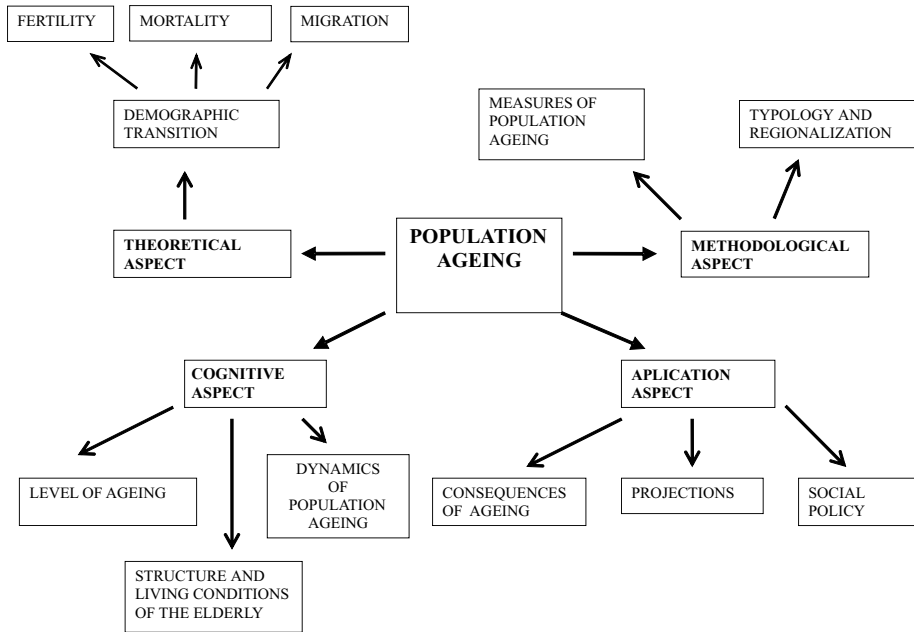 FERTILITY
MORTALITY
MIGRATION
DEMOGRAPHIC
TRANSITION
MEASURES OF
POPULATION
AGEING
TYPOLOGY AND
REGIONALIZATION
THEORETICAL
ASPECT
POPULATION
AGEING
METHODOLOGICAL
ASPECT
COGNITIVE
ASPECT
APLICATION
ASPECT
LEVEL OF AGEING
DYNAMICS
OF
POPULATION
AGEING
CONSEQUENCES
OF AGEING
PROJECTIONS
SOCIAL
POLICY
STRUCTURE AND
LIVING CONDITIONS
OF THE ELDERLY